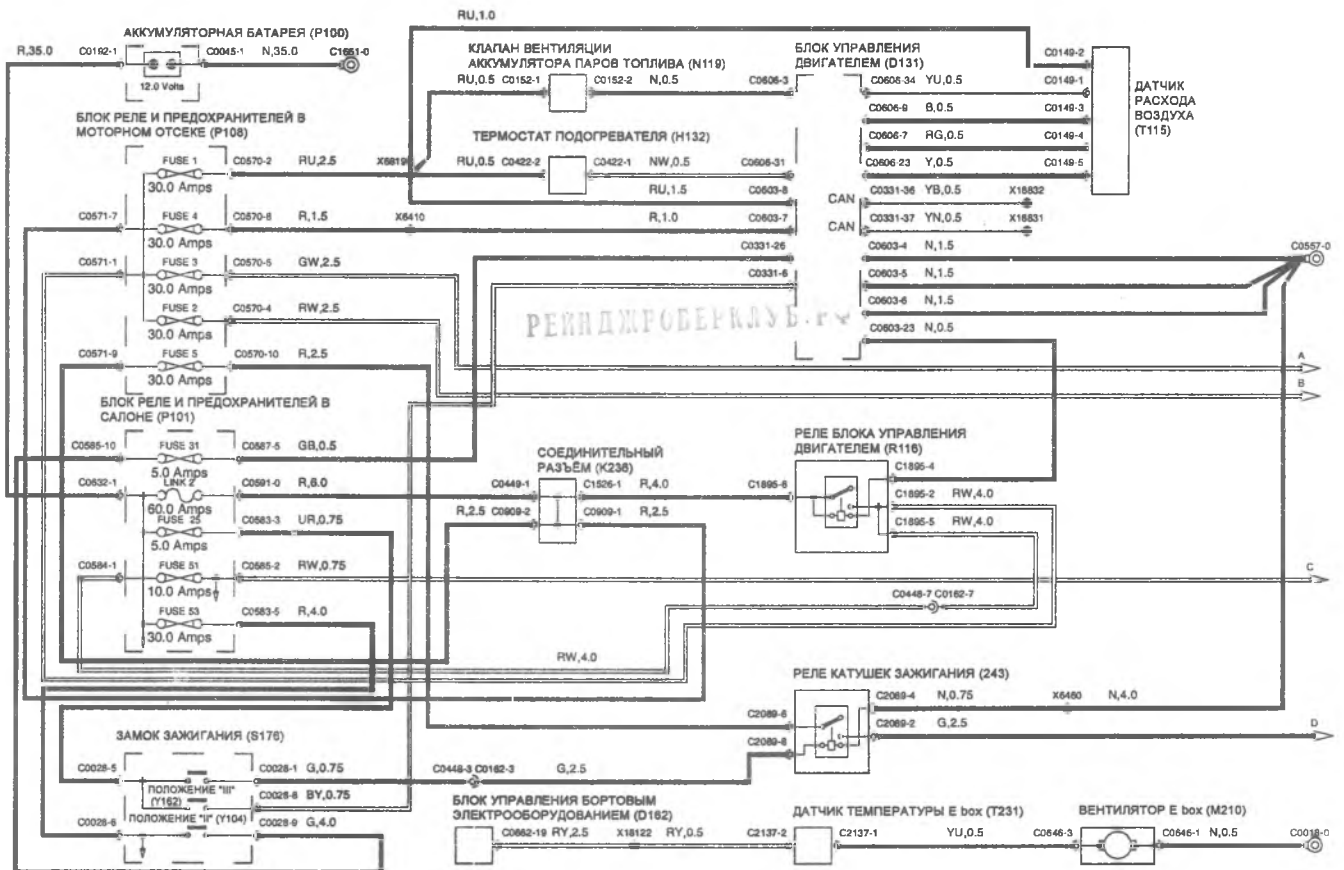 RU,1.0
АККУМУЛЯТОРНАЯ БАТАРЕЯ (P100)
R,35.0 C0192-1 C0045-1 N,35.0 C1651-0
12.0 Volts
КЛАПАН ВЕНТИЛЯЦИИ
АККУМУЛЯТОРА ПАРОВ ТОПЛИВА (N119)
RU,0.5 C0152-1 C0152-2 N,0.5 C0606-3
БЛОК УПРАВЛЕНИЯ
ДВИГАТЕЛЕМ (D131)
C0606-34 YU,0.5 C0149-1
C0149-2
C0606-9 B,0.5 C0149-3
C0606-7 RG,0.5 C0149-4
C0606-23 Y,0.5 C0149-5
ДАТЧИК
РАСХОДА
ВОЗДУХА
(T115)
БЛОК РЕЛЕ И ПРЕДОХРАНИТЕЛЕЙ В
МОТОРНОМ ОТСЕКЕ (P108)
ТЕРМОСТАТ ПОДОГРЕВАТЕЛЯ (H132)
FUSE 1 C0570-2 RU,2.5 X6819 RU,0.5 C0422-2 C0422-1 NW,0.5 C0606-31
30.0 Amps
RU,1.5 C0603-8
CAN C0331-36 YB,0.5 X16832
C0571-7 FUSE 4 C0570-8 R,1.5 X6410 R,1.0 C0603-7
30.0 Amps
CAN C0331-37 YN,0.5 X16831
C0331-26 C0603-4 N,1.5 C0557-0
C0571-1 FUSE 3 C0570-5 GW,2.5
30.0 Amps
C0331-6 C0603-5 N,1.5
FUSE 2 C0570-4 RW,2.5
30.0 Amps
C0603-6 N,1.5
РЕЙНДЖРОВЕРКЛУБ.РФ
C0603-23 N,0.5
C0571-9 FUSE 5 C0570-10 R,2.5
30.0 Amps
A
B
БЛОК РЕЛЕ И ПРЕДОХРАНИТЕЛЕЙ В
САЛОНЕ (P101)
C0585-10 FUSE 31 C0587-5 GB,0.5
5.0 Amps
СОЕДИНИТЕЛЬНЫЙ
РАЗЪЁМ (K236)
РЕЛЕ БЛОКА УПРАВЛЕНИЯ
ДВИГАТЕЛЕМ (R116)
C1895-4
C0632-1 LINK 2 C0591-0 R,6.0 C0449-1 C1526-1 R,4.0 C1895-6
60.0 Amps
C1895-2 RW,4.0
R,2.5 C0909-2 C0909-1 R,2.5
C1895-5 RW,4.0
FUSE 25 C0583-3 UR,0.75
5.0 Amps
C0584-1 FUSE 51 C0585-2 RW,0.75
10.0 Amps
C
C0448-7 C0162-7
FUSE 53 C0583-5 R,4.0
30.0 Amps
RW,4.0
РЕЛЕ КАТУШЕК ЗАЖИГАНИЯ (243)
C2089-4 N,0.75 X6460 N,4.0
C2089-6
C2089-2 G,2.5
D
C2089-8
ЗАМОК ЗАЖИГАНИЯ (S176)
C0028-5 C0028-1 G,0.75 C0448-3 C0162-3 G,2.5
ПОЛОЖЕНИЕ "III"
(Y162)
C0028-8 BY,0.75
C0028-6 ПОЛОЖЕНИЕ "II" (Y104) C0028-9 G,4.0
БЛОК УПРАВЛЕНИЯ БОРТОВЫМ
ЭЛЕКТРООБОРУДОВАНИЕМ (D162)
C0662-19 RY,2.5 X18122 RY,0.5 C2137-2
ДАТЧИК ТЕМПЕРАТУРЫ E box (T231)
C2137-1 YU,0.5 C0646-3
ВЕНТИЛЯТОР E box (M210)
C0646-1 N,0.5 C0018-0